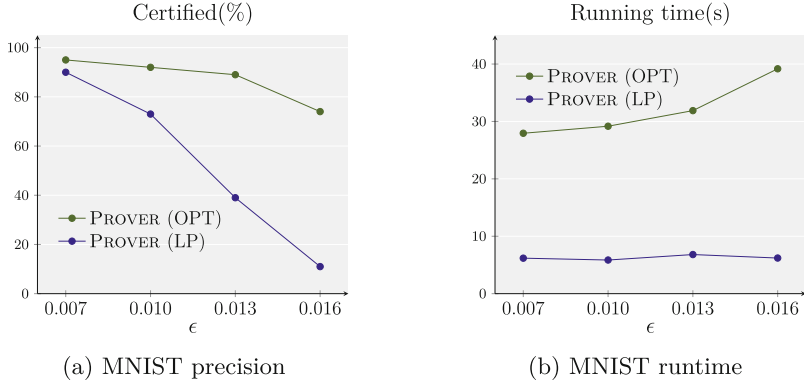 Certified(%)
100
80
60
40
20
0
PROVER (OPT)
PROVER (LP)
0.007 0.010 0.013 0.016
ϵ
(a) MNIST precision
Running time(s)
40
30
20
10
0
PROVER (OPT)
PROVER (LP)
0.007 0.010 0.013 0.016
ϵ
(b) MNIST runtime